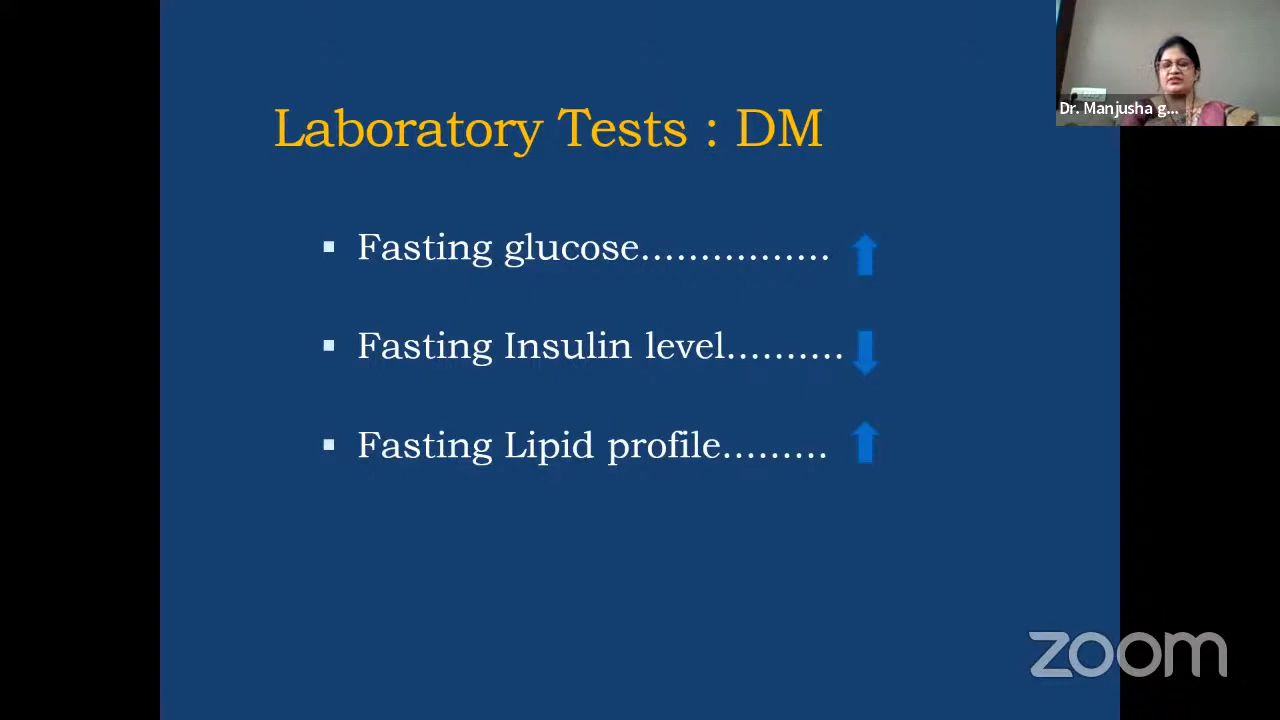 Dr. Manjusha g...
Laboratory Tests : DM
▪ Fasting glucose................
▪ Fasting Insulin level..........
▪ Fasting Lipid profile.........
zoom